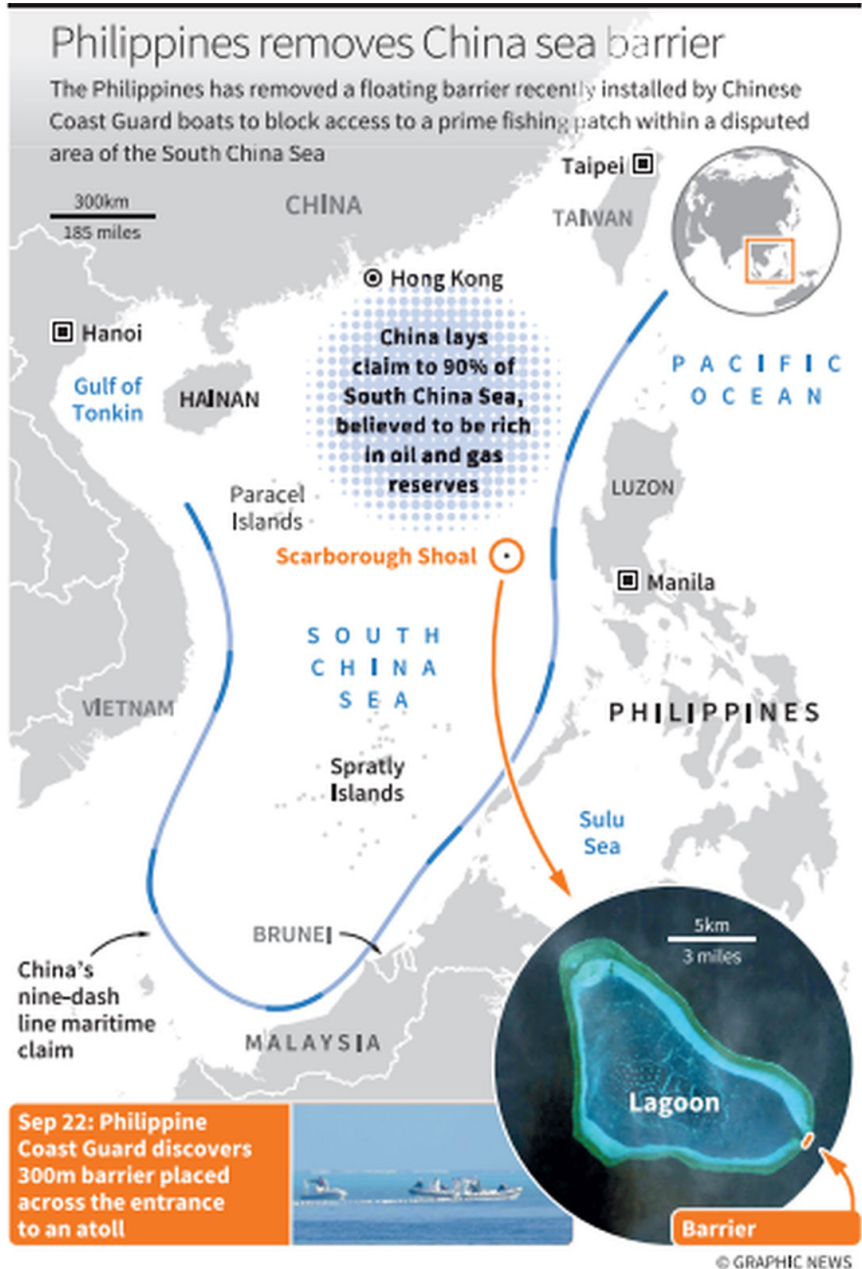 Philippines removes China sea barrier
The Philippines has removed a floating barrier recently installed by Chinese
Coast Guard boats to block access to a prime fishing patch within a disputed
area of the South China Sea
Taipei
300km
185 miles
CHINA
TAIWAN
Hong Kong
Hanoi
China lays
claim to 90% of
South China Sea,
believed to be rich
in oil and gas
reserves
PACIFIC
OCEAN
Gulf of
Tonkin
HAINAN
LUZON
Paracel
Islands
Scarborough Shoal
Manila
SOUTH
CHINA
SEA
VIETNAM
PHILIPPINES
Spratly
Islands
Sulu
Sea
BRUNEI
China's
nine-dash
line maritime
claim
MALAYSIA
5km
3 miles
Lagoon
Sep 22: Philippine
Coast Guard discovers
300m barrier placed
across the entrance
to an atoll
Barrier
© GRAPHIC NEWS